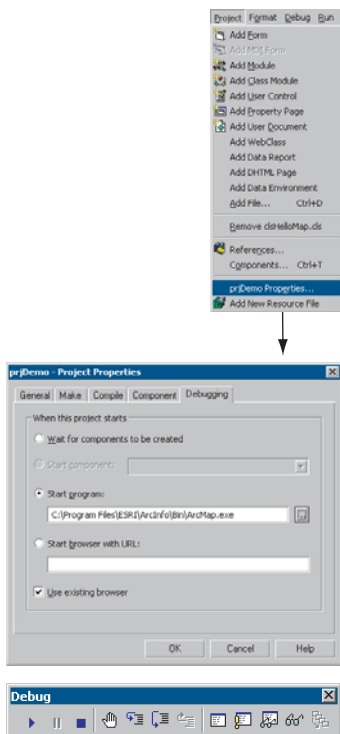 Project Format Debug Run
Add Form
Add MDI Form
Add Module
Add Class Module
Add User Control
Add Property Page
Add User Document
Add WebClass
Add Data Report
Add DHTML Page
Add Data Environment
Add File... Ctrl+D
Remove clsHelloMap.cls
References...
Components... Ctrl+T
prjDemo Properties...
Add New Resource File
prjDemo - Project Properties
General Make Compile Component Debugging
When this project starts
Wait for components to be created
Start component:
Start program:
C:\Program Files\ESRI\ArcInfo\Bin\ArcMap.exe
...
Start browser with URL:
Use existing browser
OK Cancel Help
Debug